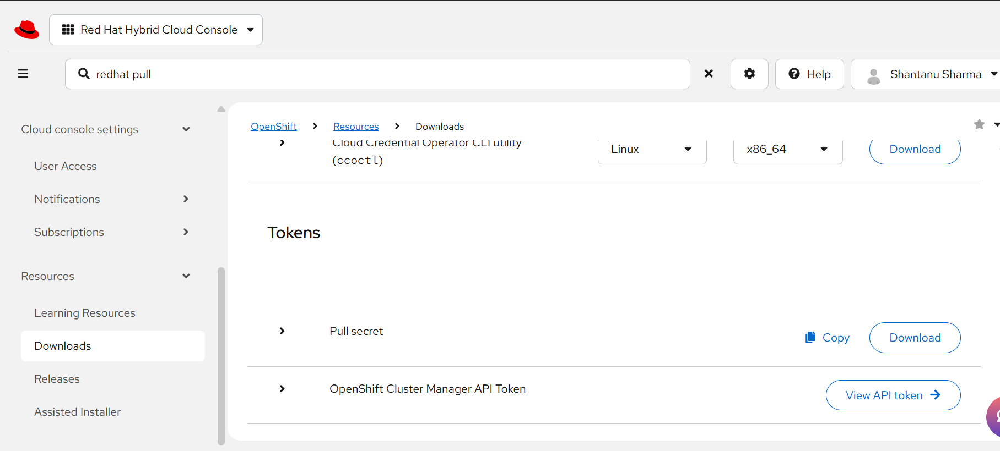 Red Hat Hybrid Cloud Console
redhat pull
Help
Shantanu Sharma
Cloud console settings
User Access
Notifications
Subscriptions
Resources
Learning Resources
Downloads
Releases
Assisted Installer
OpenShift
Resources
Downloads
Cloud Credential Operator CLI utility
(ccoctl)
Linux
x86_64
Download
Tokens
Pull secret
Copy
Download
OpenShift Cluster Manager API Token
View API token